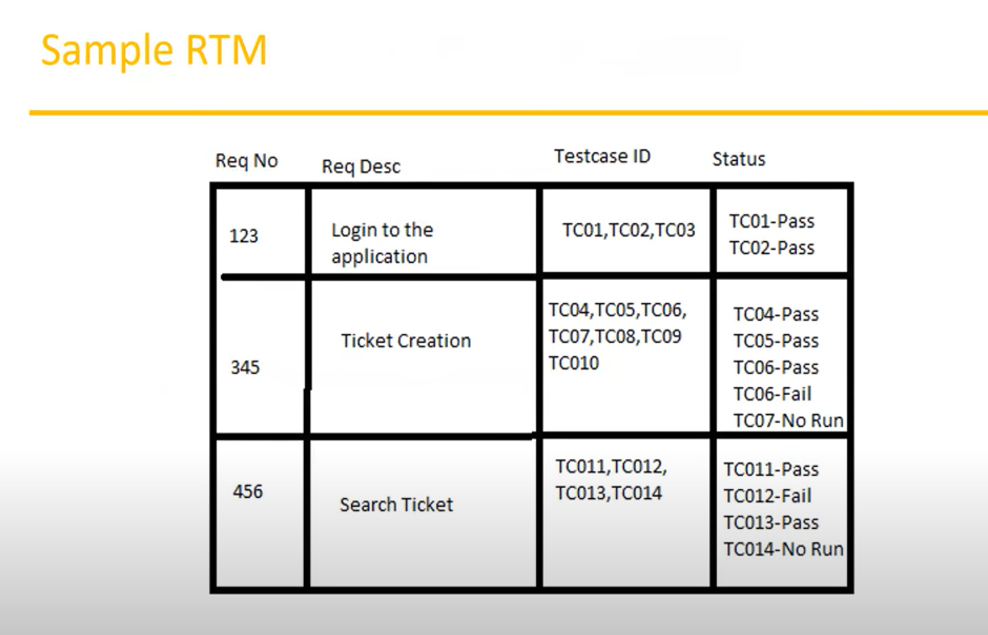 Sample RTM
Req No
Req Desc
Testcase ID
Status
123
Login to the
application
TC01,TC02,TC03
TC01-Pass
TC02-Pass
345
Ticket Creation
TC04,TC05,TC06,
TC07,TC08,TC09
TC010
TC04-Pass
TC05-Pass
TC06-Pass
TC06-Fail
TC07-No Run
456
Search Ticket
TC011,TC012,
TC013,TC014
TC011-Pass
TC012-Fail
TC013-Pass
TC014-No Run